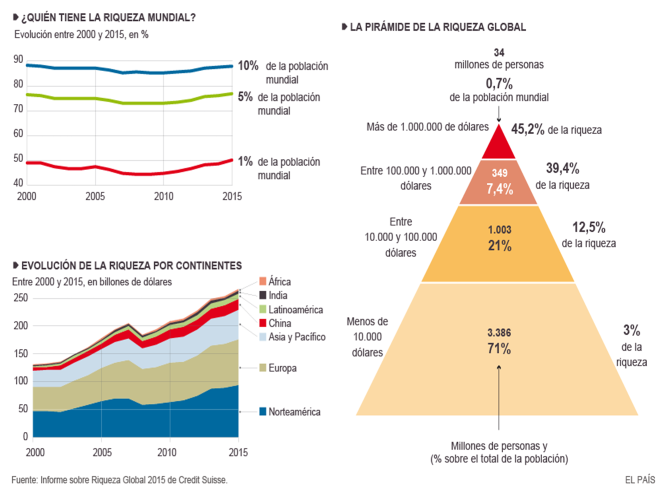 ¿QUIÉN TIENE LA RIQUEZA MUNDIAL?
Evolución entre 2000 y 2015, en %
90
80
70
60
50
40
2000
2005
2010
2015
10% de la población
mundial
5% de la población
mundial
1% de la población
mundial
EVOLUCIÓN DE LA RIQUEZA POR CONTINENTES
Entre 2000 y 2015, en billones de dólares
250
200
150
100
50
0
2000
2005
2010
2015
África
India
Latinoamérica
China
Asia y Pacífico
Europa
Norteamérica
LA PIRÁMIDE DE LA RIQUEZA GLOBAL
34
millones de personas
0,7%
de la población mundial
Más de 1.000.000 de dólares
45,2% de la riqueza
Entre 100.000 y 1.000.000
dólares
349
7,4%
39,4%
de la riqueza
Entre
10.000 y 100.000
dólares
1.003
21%
12,5%
de la riqueza
Menos de
10.000
dólares
3.386
71%
3%
de la
riqueza
Millones de personas y
(% sobre el total de la población)
Fuente: Informe sobre Riqueza Global 2015 de Credit Suisse.
EL PAÍS